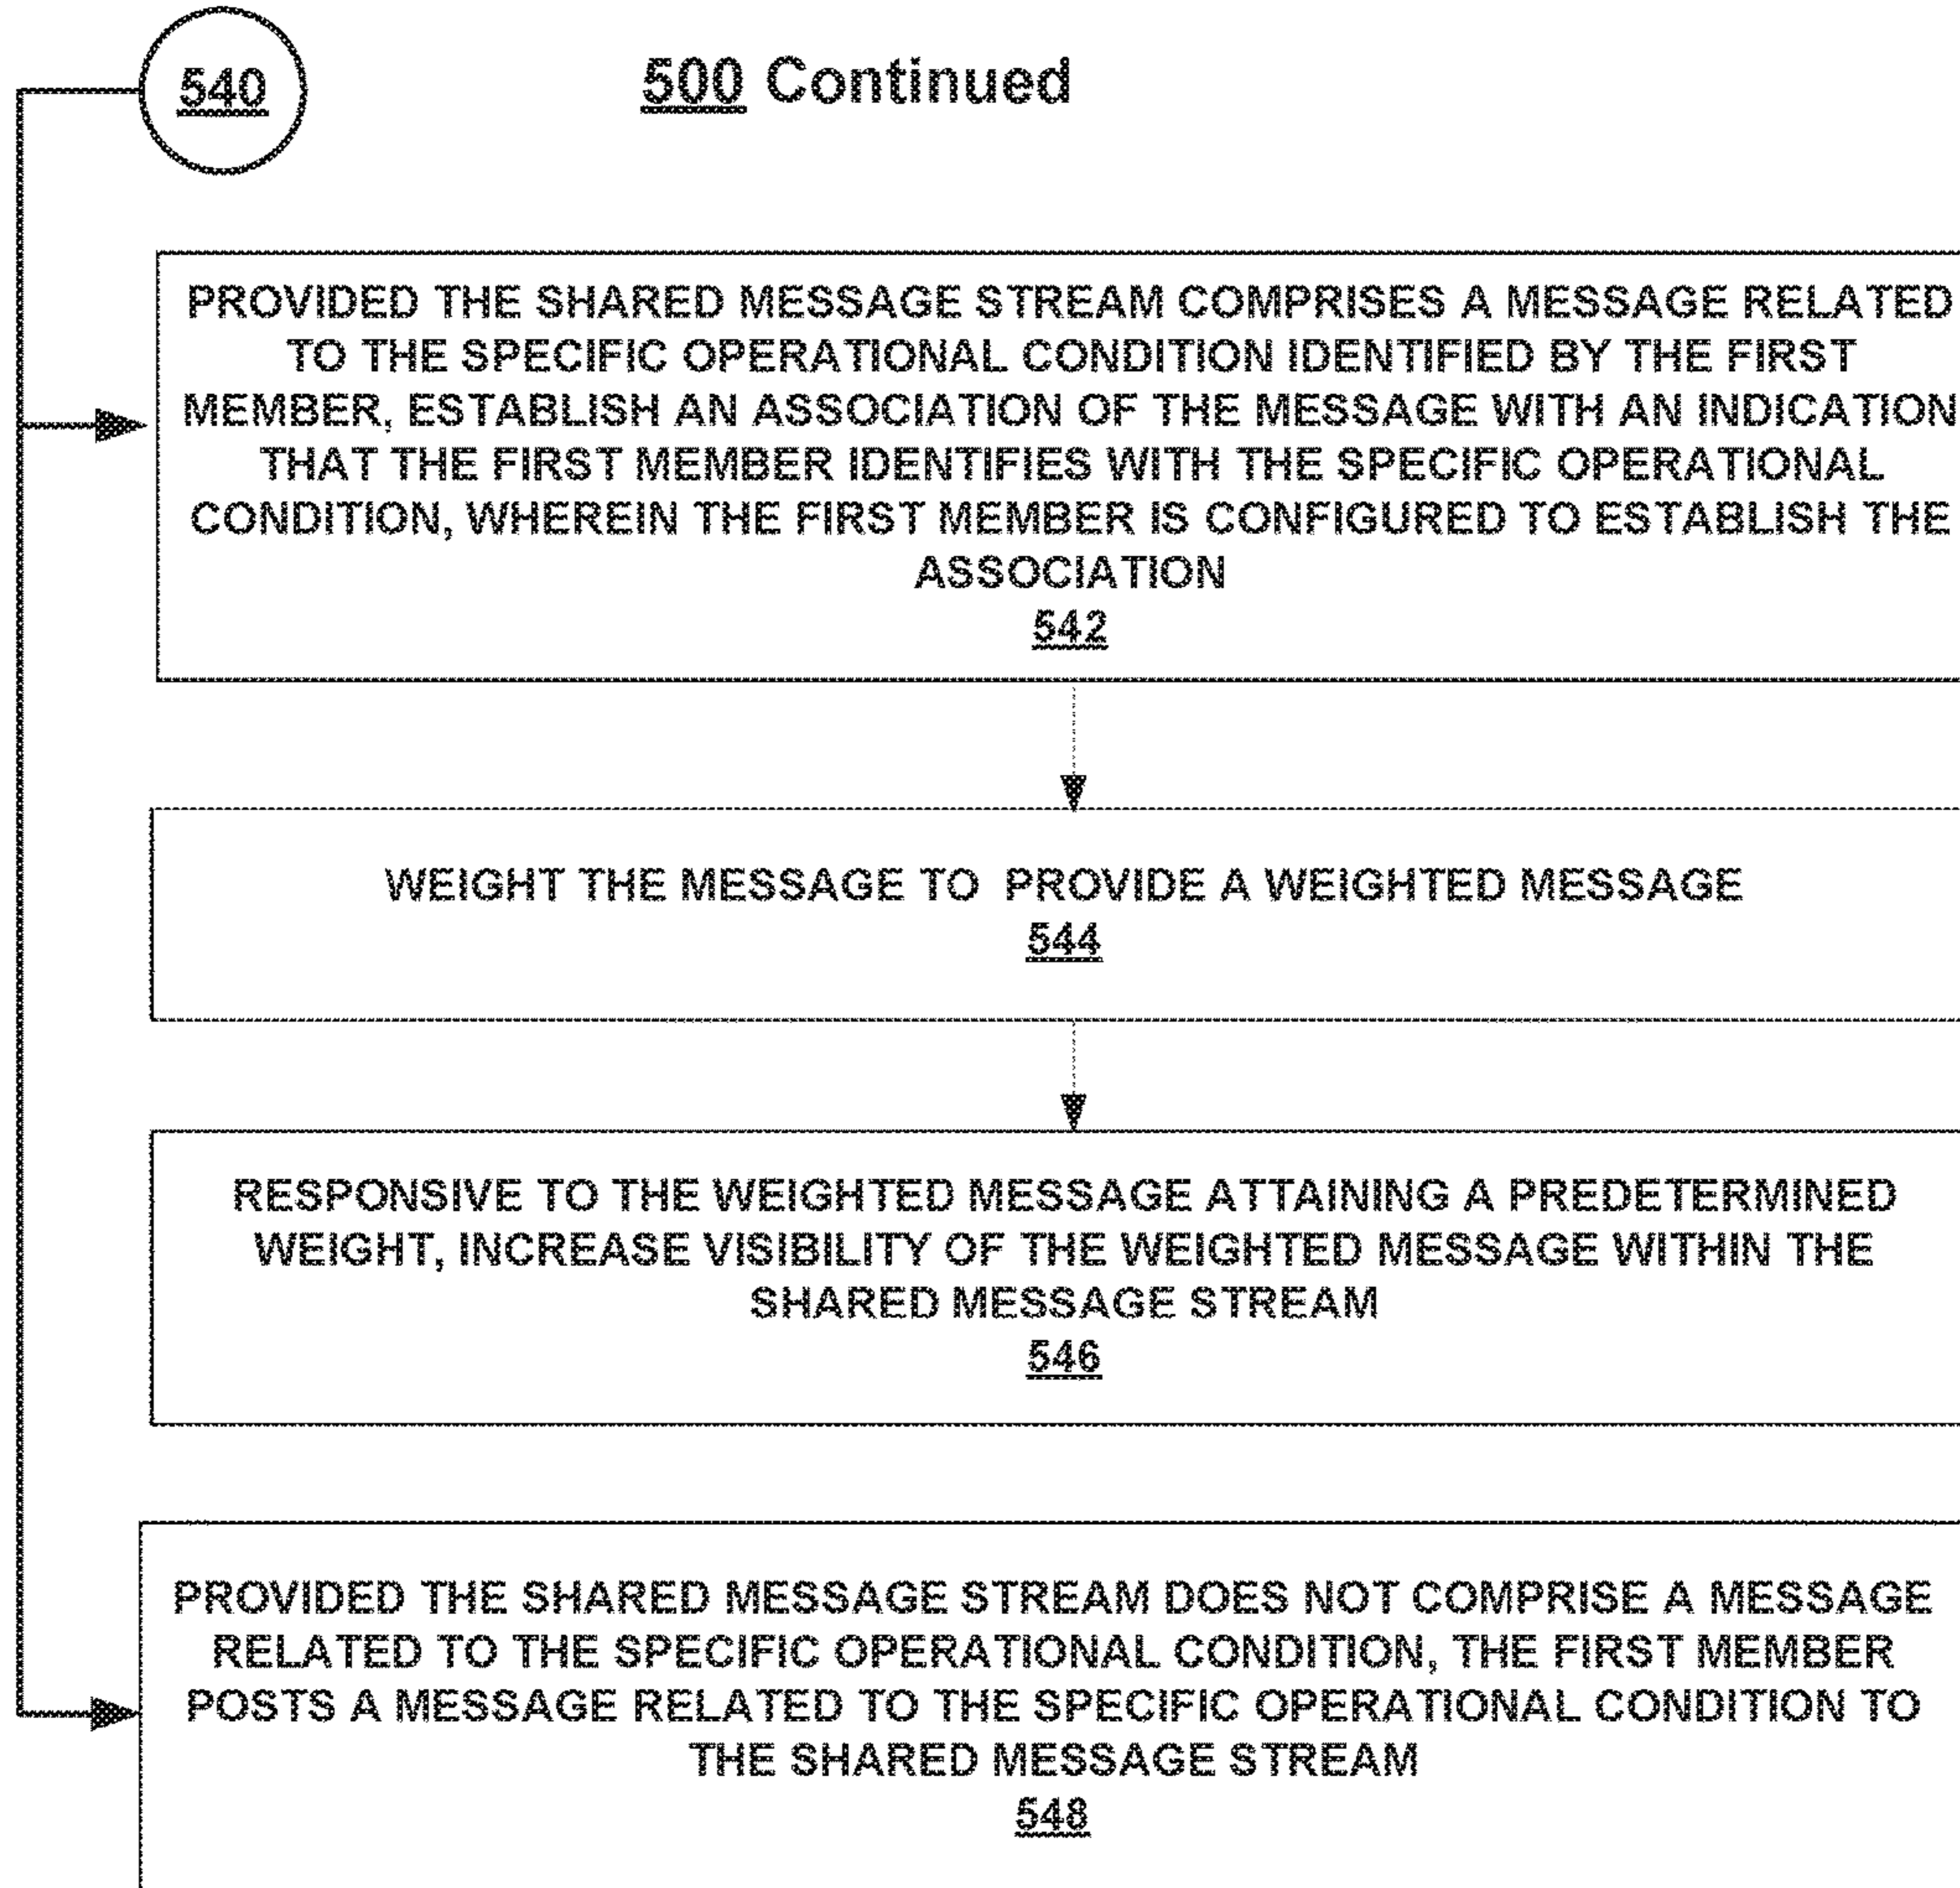 540
500 Continued
PROVIDED THE SHARED MESSAGE STREAM COMPRISES A MESSAGE RELATED
TO THE SPECIFIC OPERATIONAL CONDITION IDENTIFIED BY THE FIRST
MEMBER, ESTABLISH AN ASSOCIATION OF THE MESSAGE WITH AN INDICATION
THAT THE FIRST MEMBER IDENTIFIES WITH THE SPECIFIC OPERATIONAL
CONDITION, WHEREIN THE FIRST MEMBER IS CONFIGURED TO ESTABLISH THE
ASSOCIATION
542
WEIGHT THE MESSAGE TO PROVIDE A WEIGHTED MESSAGE
544
RESPONSIVE TO THE WEIGHTED MESSAGE ATTAINING A PREDETERMINED
WEIGHT, INCREASE VISIBILITY OF THE WEIGHTED MESSAGE WITHIN THE
SHARED MESSAGE STREAM
546
PROVIDED THE SHARED MESSAGE STREAM DOES NOT COMPRISE A MESSAGE
RELATED TO THE SPECIFIC OPERATIONAL CONDITION, THE FIRST MEMBER
POSTS A MESSAGE RELATED TO THE SPECIFIC OPERATIONAL CONDITION TO
THE SHARED MESSAGE STREAM
548